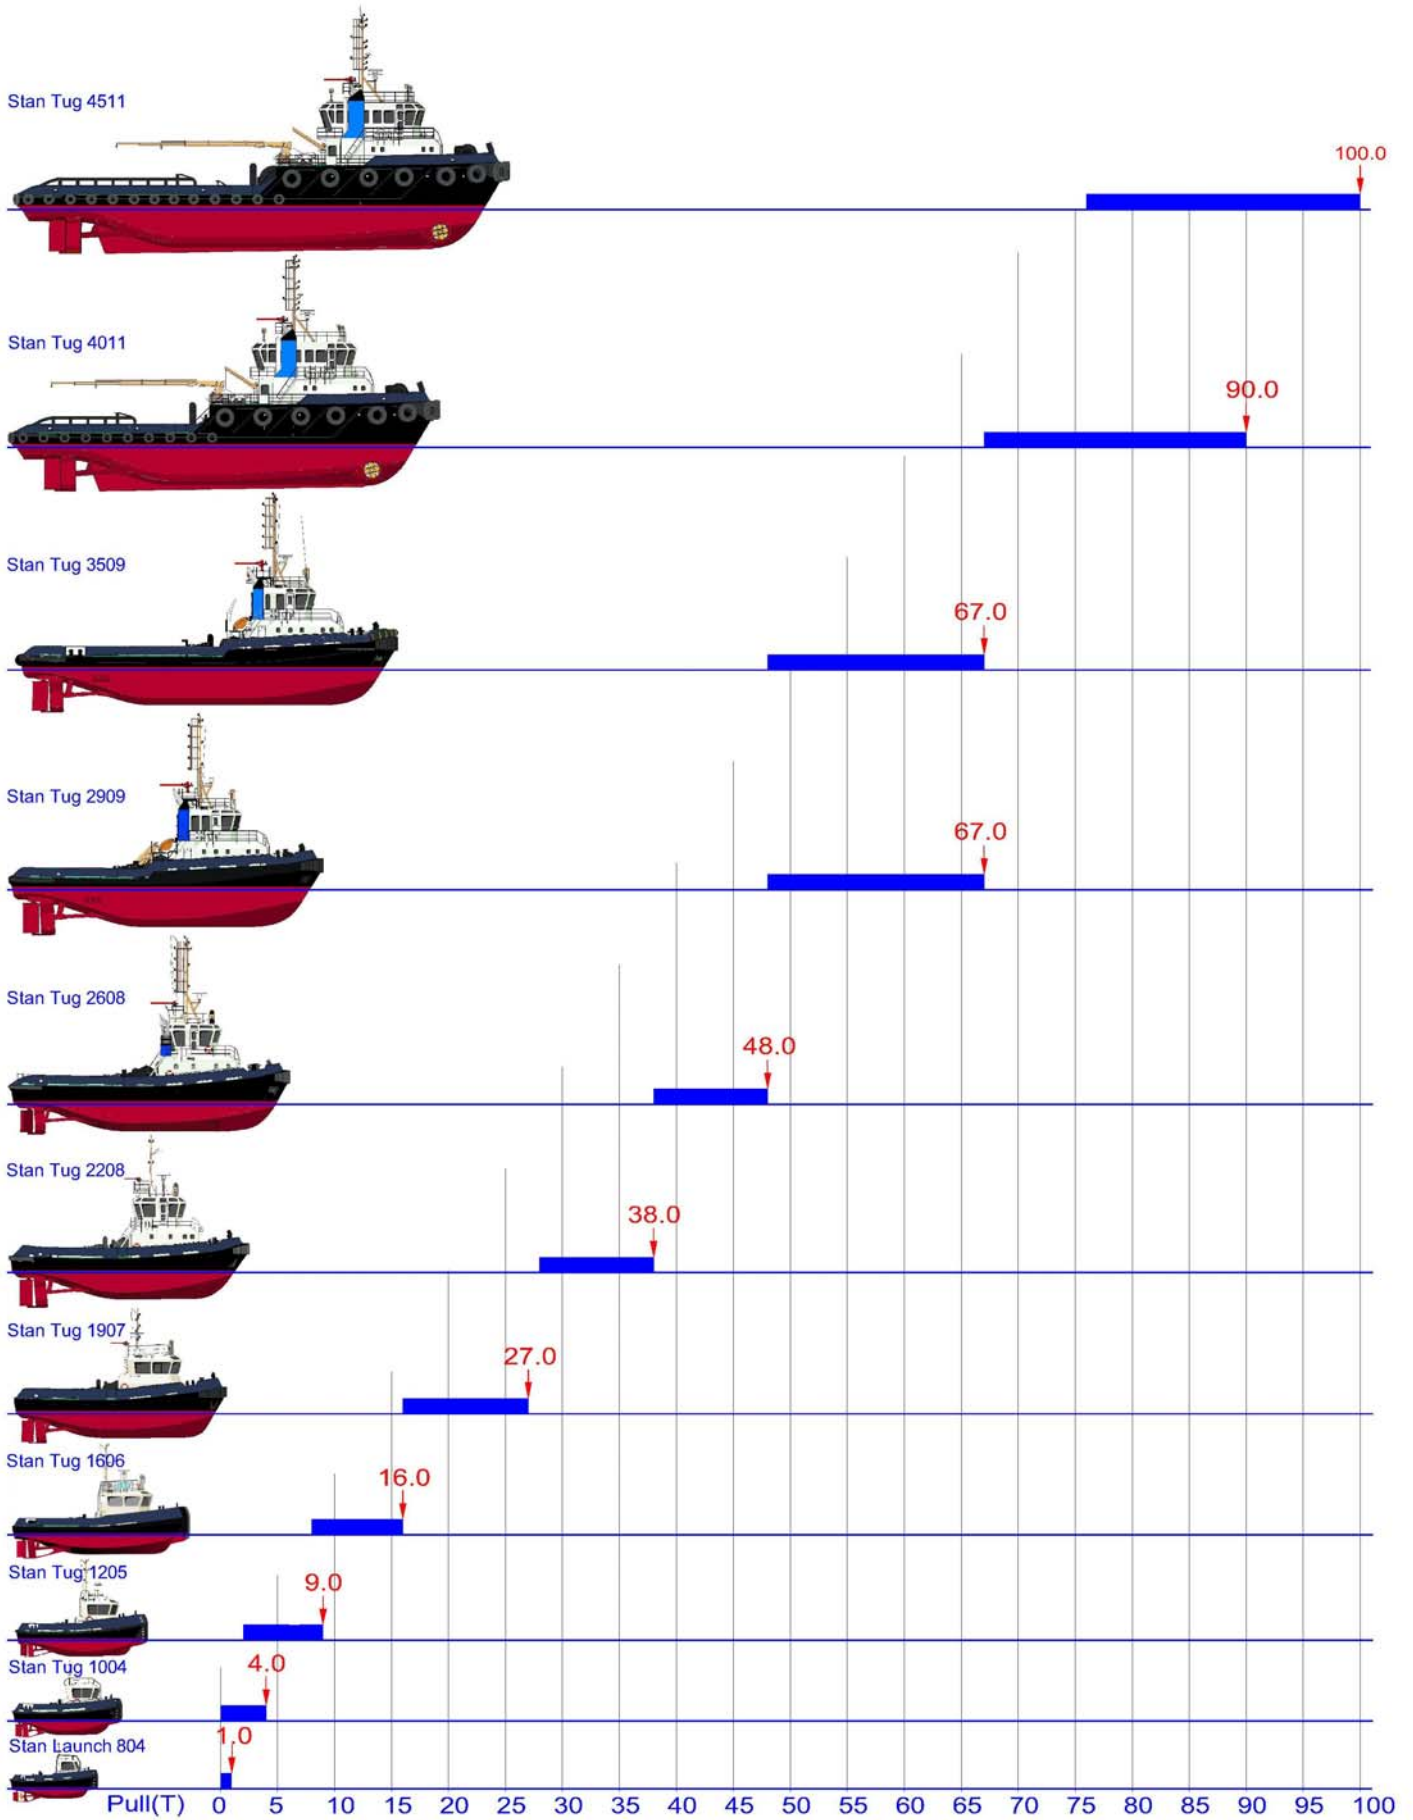 Stan Tug 4511
100.0
Stan Tug 4011
90.0
Stan Tug 3509
67.0
Stan Tug 2909
67.0
Stan Tug 2608
48.0
Stan Tug 2208
38.0
Stan Tug 1907
27.0
Stan Tug 1606
16.0
Stan Tug 1205
9.0
Stan Tug 1004
4.0
1.0
Stan Launch 804
Pull(T) 0 5 10 15 20 25 30 35 40 45 50 55 60 65 70 75 80 85 90 95 100